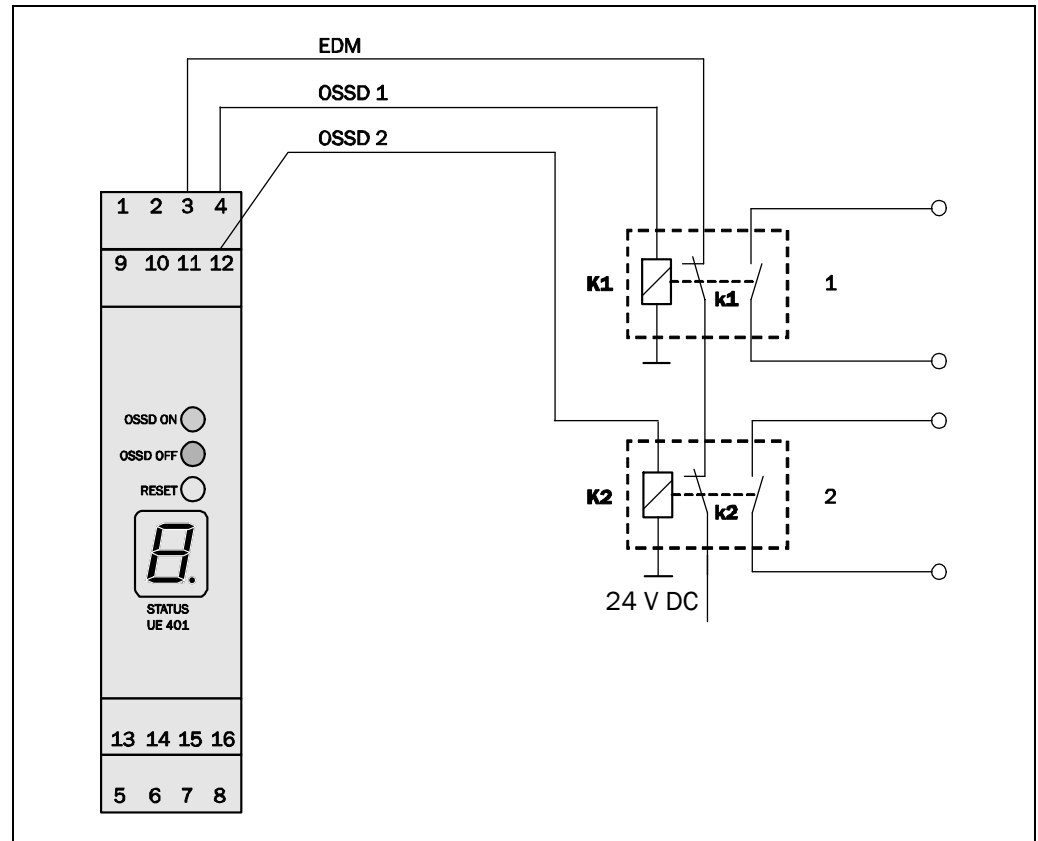 EDM
OSSD 1
OSSD 2
1 2 3 4
9 10 11 12
K1
k1
1
OSSD ON
OSSD OFF
RESET
K2
k2
2
8.
STATUS
UE 401
24 V DC
13 14 15 16
5 6 7 8